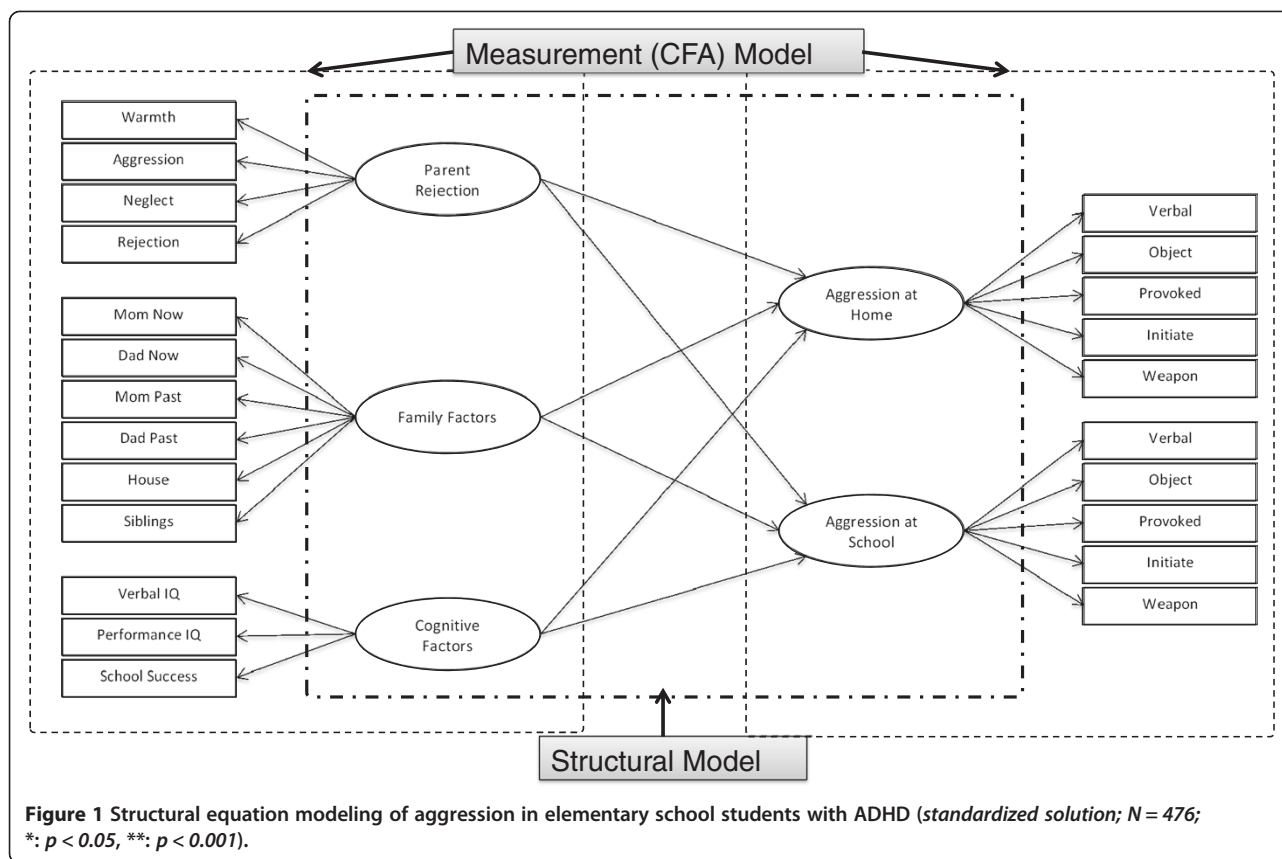 Measurement (CFA) Model
Warmth
Aggression
Neglect
Rejection
Parent
Rejection
Mom Now
Dad Now
Mom Past
Dad Past
House
Siblings
Family Factors
Verbal IQ
Performance IQ
School Success
Cognitive
Factors
Aggression at
Home
Aggression at
School
Verbal
Object
Provoked
Initiate
Weapon
Verbal
Object
Provoked
Initiate
Weapon
Structural Model
Figure 1 Structural equation modeling of aggression in elementary school students with ADHD (standardized solution; N = 476;
*: p < 0.05, **: p < 0.001).